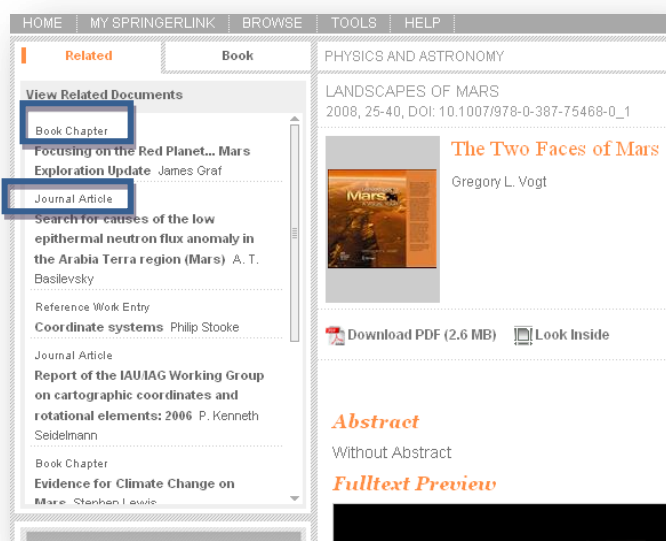 HOME MY SPRINGERLINK BROWSE TOOLS HELP
Related Book
View Related Documents
Book Chapter
Focusing on the Red Planet... Mars
Exploration Update James Graf
Journal Article
Search for causes of the low
epithermal neutron flux anomaly in
the Arabia Terra region (Mars) A. T.
Basilevsky
Reference Work Entry
Coordinate systems Philip Stooke
Journal Article
Report of the IAU/IAG Working Group
on cartographic coordinates and
rotational elements: 2006 P. Kenneth
Seidelmann
Book Chapter
Evidence for Climate Change on
Mars Stephen Lewis
PHYSICS AND ASTRONOMY
LANDSCAPES OF MARS
2008, 25-40, DOI: 10.1007/978-0-387-75468-0_1
The Two Faces of Mars
Gregory L. Vogt
Mars
Download PDF (2.6 MB) Look Inside
Abstract
Without Abstract
Fulltext Preview